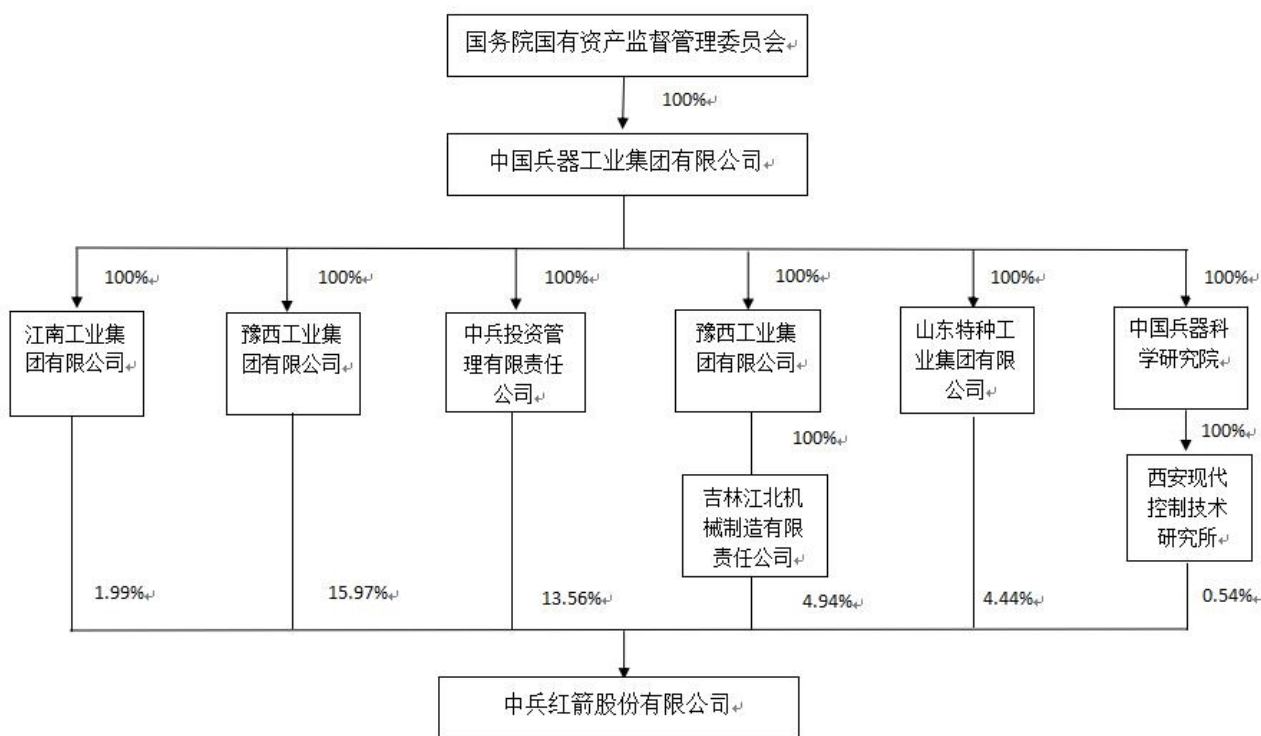 国务院国有资产监督管理委员会↵
100%↵
中国兵器工业集团有限公司↵
100%↵
100%↵
100%↵
100%↵
100%↵
100%↵
江南工业集
团有限公司↵
豫西工业集
团有限公司↵
中兵投资管
理有限责任
公司↵
豫西工业集
团有限公司↵
山东特种工
业集团有限
公司↵
中国兵器科
学研究院↵
100%↵
100%↵
吉林江北机
械制造有限
责任公司↵
西安现代
控制技术
研究所↵
1.99%↵
15.97%↵
13.56%↵
4.94%↵
4.44%↵
0.54%↵
中兵红箭股份有限公司↵